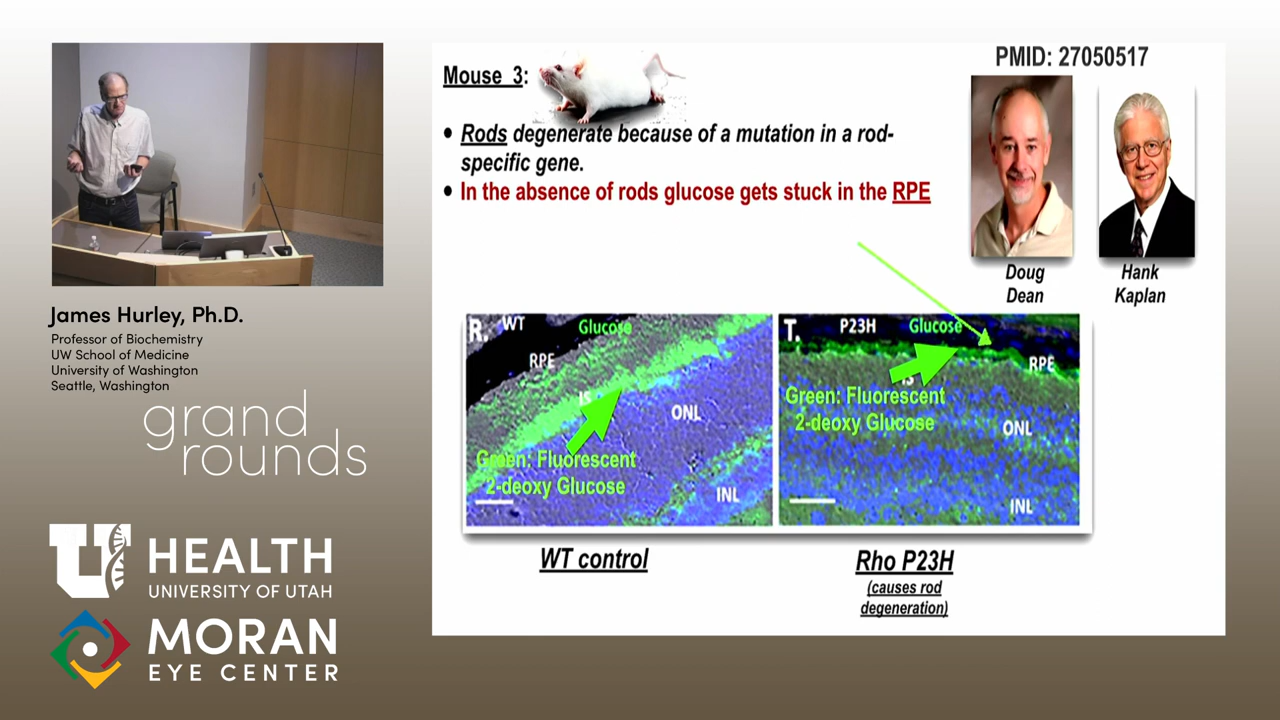 James Hurley, Ph.D.
Professor of Biochemistry
UW School of Medicine
University of Washington
Seattle, Washington
grand
rounds
U
HEALTH
UNIVERSITY OF UTAH
MORAN
EYE CENTER
Mouse 3:
• Rods degenerate because of a mutation in a rod-
specific gene.
• In the absence of rods glucose gets stuck in the RPE
PMID: 27050517
Doug
Dean
Hank
Kaplan
R.
WT
Glucose
RPE
IS
ONL
Green: Fluorescent
2-deoxy Glucose
INL
WT control
T.
P23H
Glucose
RPE
IS
Green: Fluorescent
2-deoxy Glucose
ONL
INL
Rho P23H
(causes rod
degeneration)